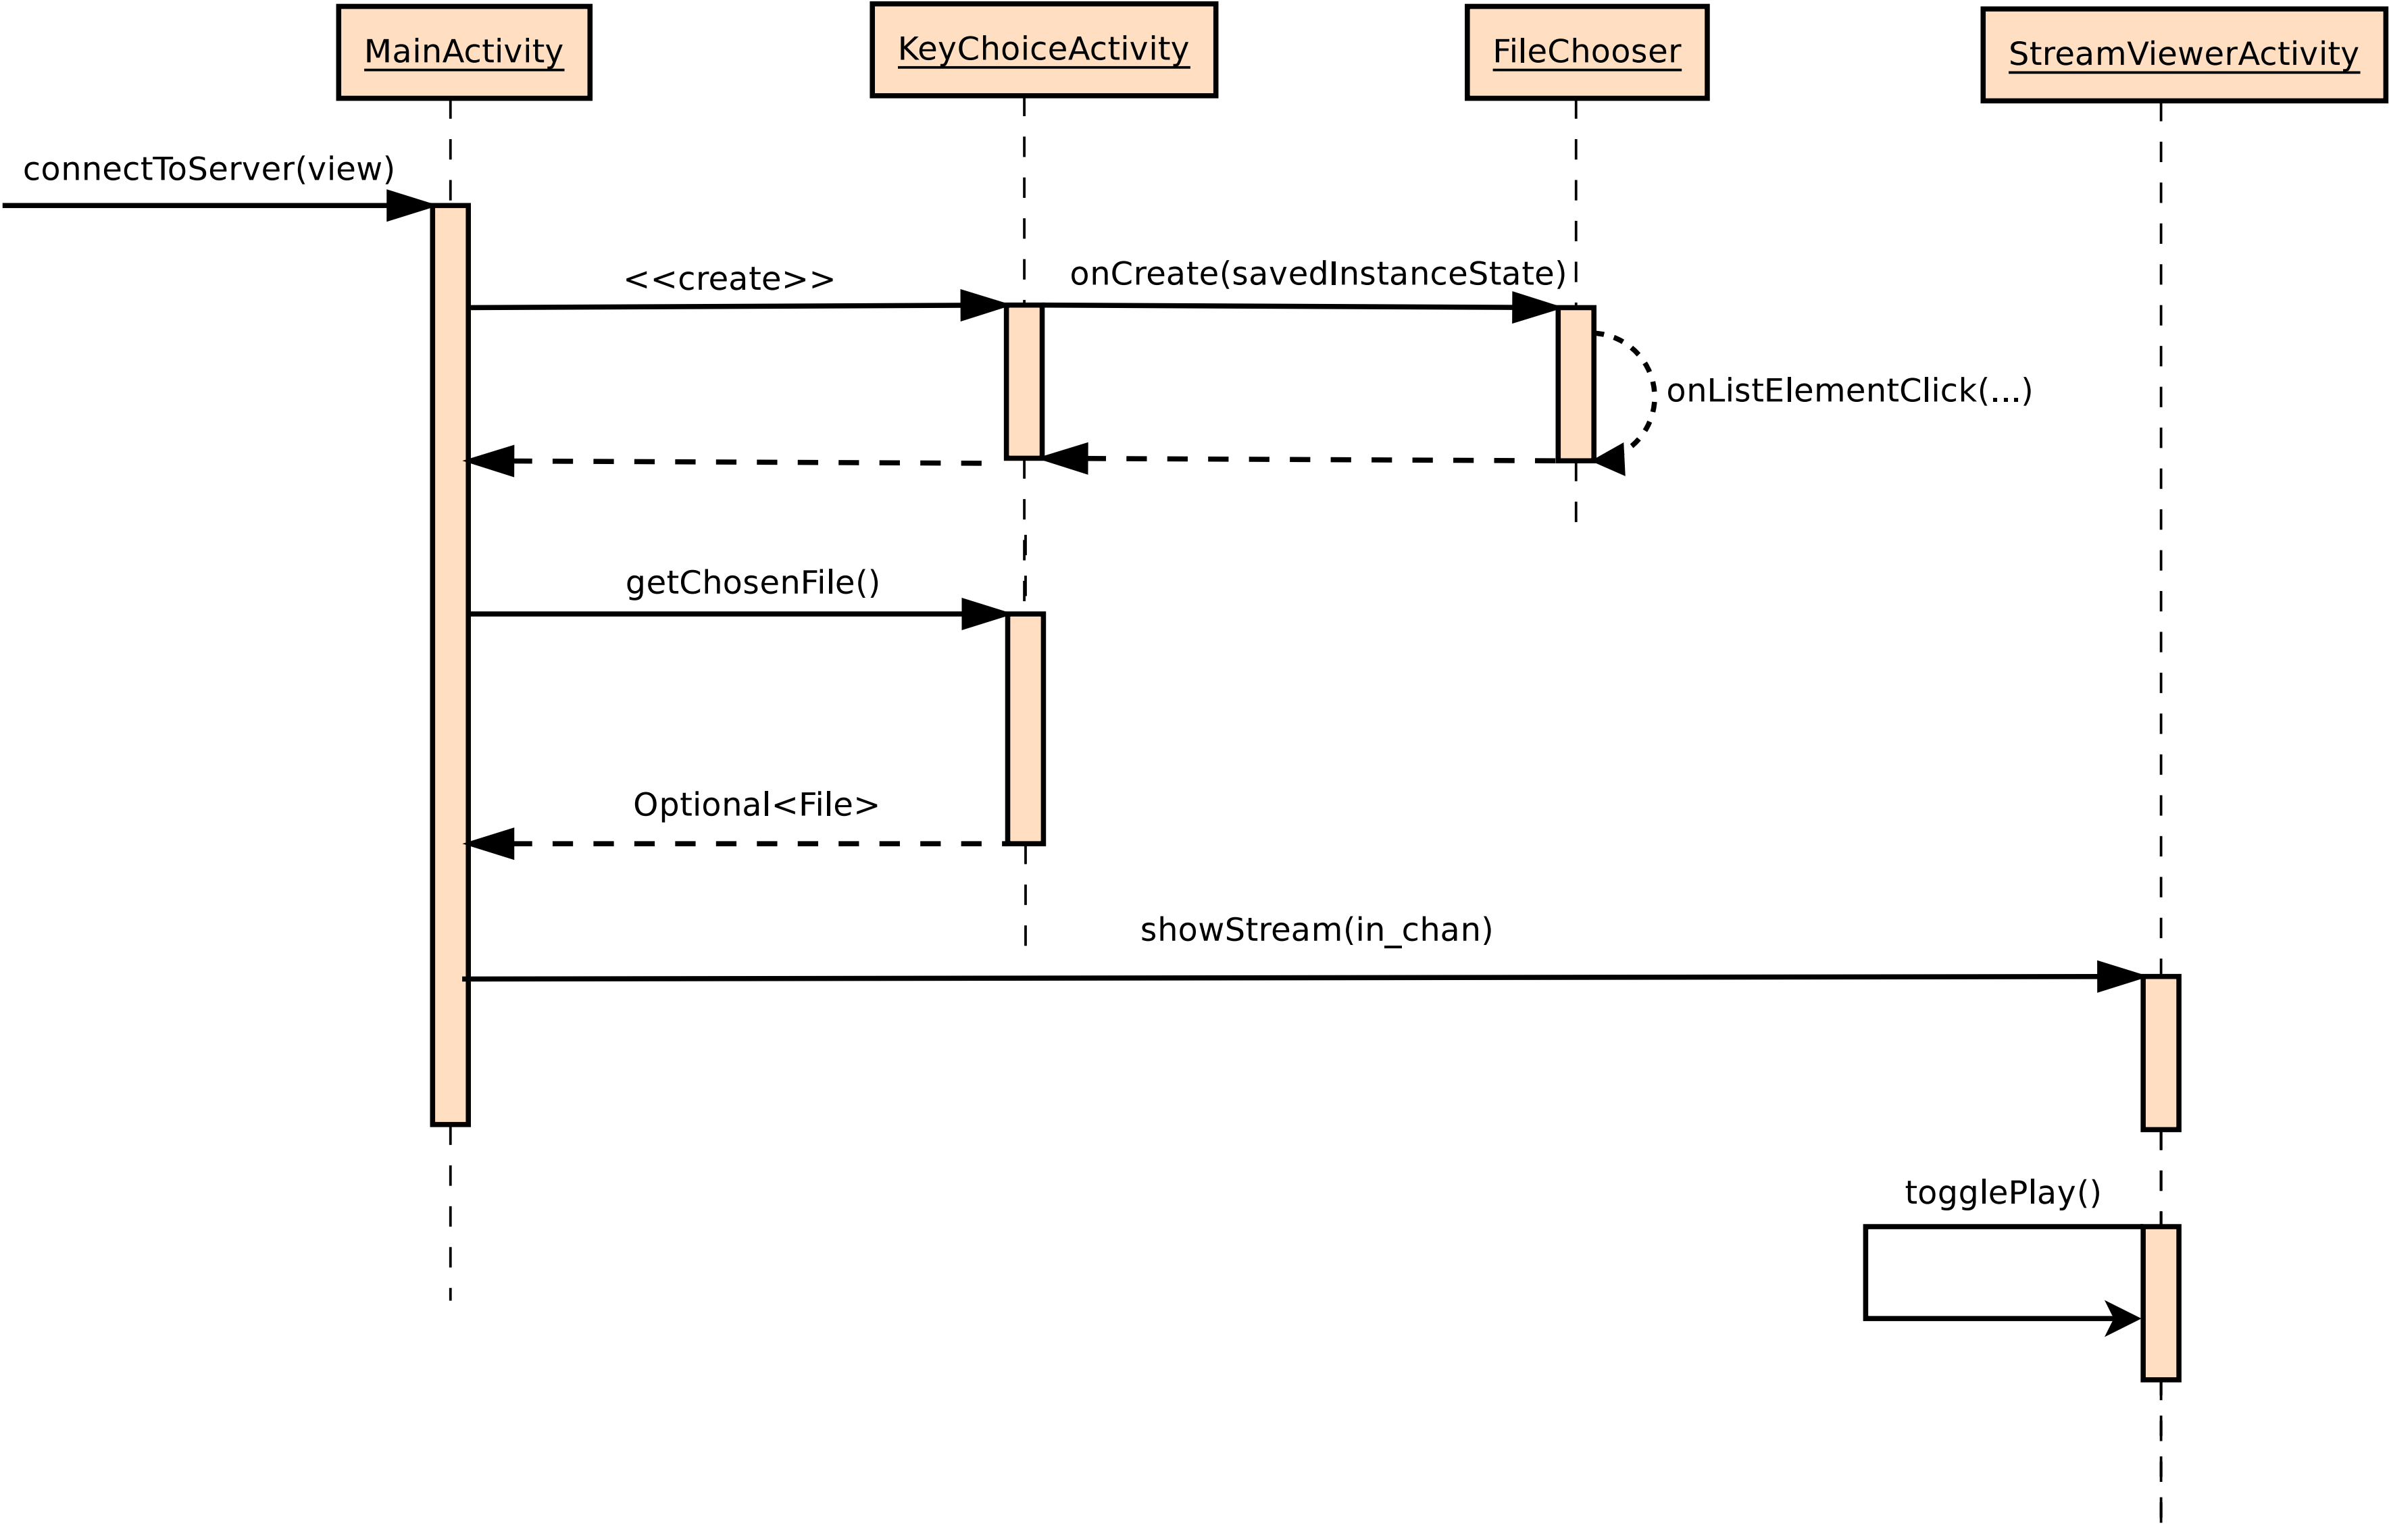 MainActivity
KeyChoiceActivity
FileChooser
StreamViewerActivity
connectToServer(view)
<<create>>
onCreate(savedInstanceState)
onListElementClick(...)
getChosenFile()
Optional<File>
showStream(in_chan)
togglePlay()